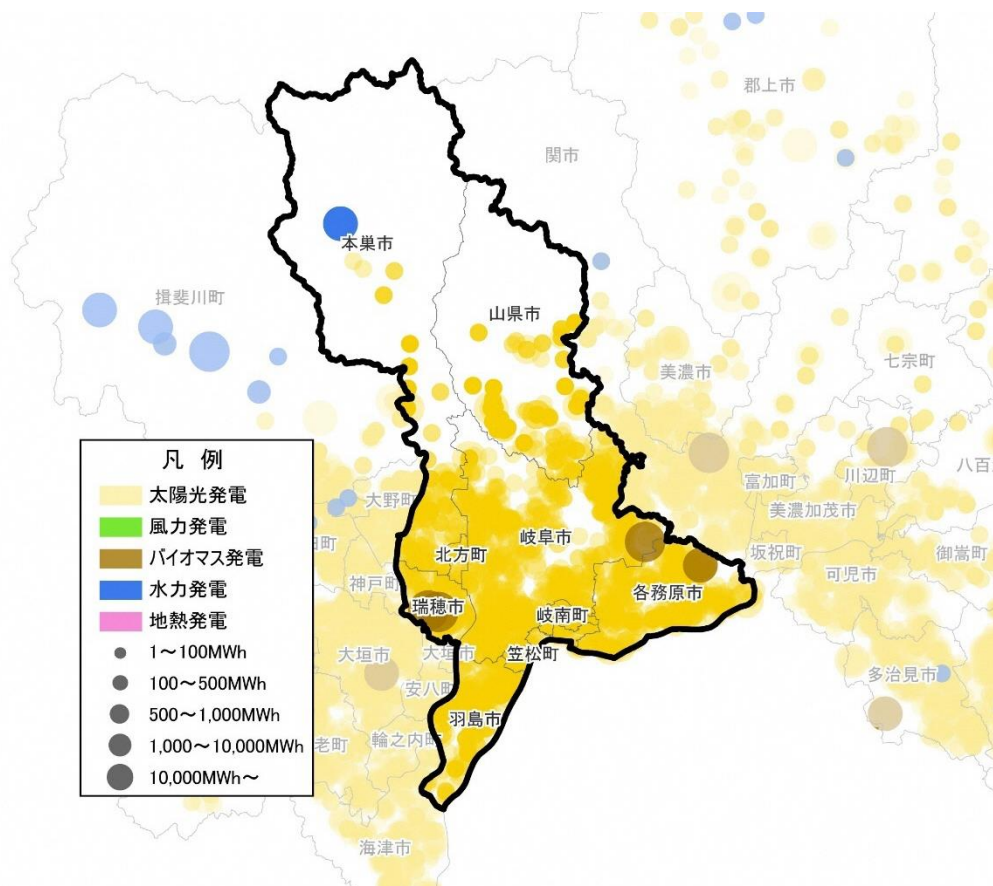 郡上市
関市
本巣市
揖斐川町
山県市
美濃市
七宗町
凡 例
太陽光発電
風力発電
バイオマス発電
水力発電
地熱発電
1～100MWh
100～500MWh
500～1,000MWh
1,000～10,000MWh
10,000MWh～
大野町
富加町
川辺町
八百
美濃加茂市
岐阜市
北方町
田町
坂祝町
御嵩町
神戸町
可児市
各務原市
瑞穂市
岐南町
大垣市
大垣市
笠松町
多治見市
安八町
羽島市
輪之内町
老町
海津市